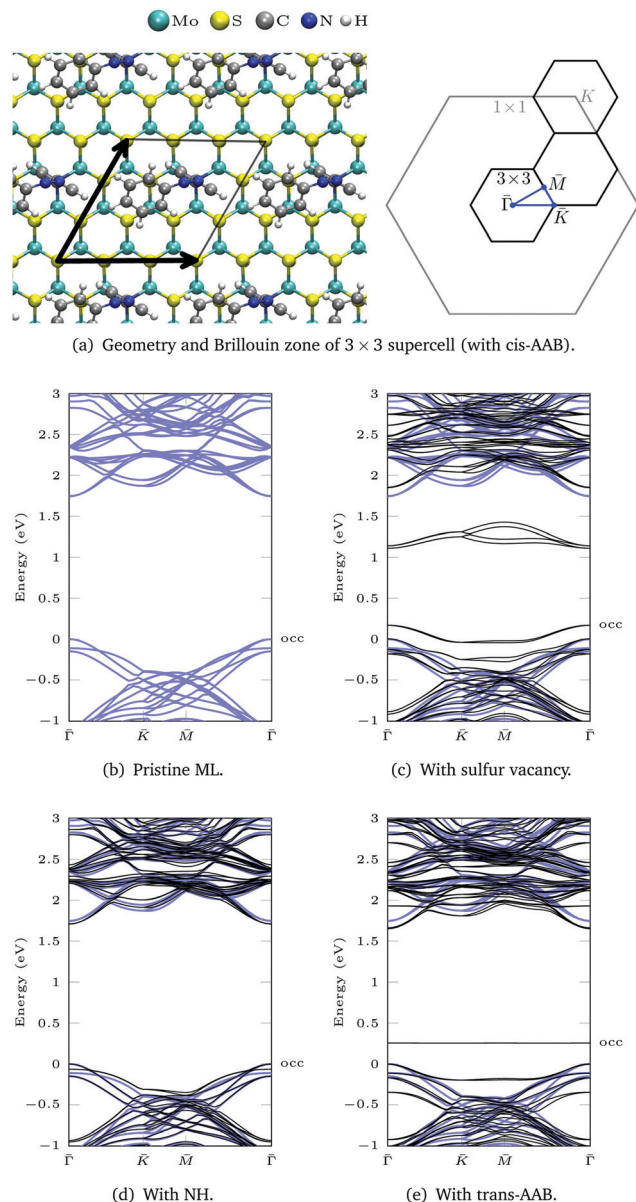 Mo S C N H
1×1
K
3×3
M̄
Γ̄
K̄
(a) Geometry and Brillouin zone of 3 × 3 supercell (with cis-AAB).
3
2.5
2
1.5
1
0.5
0
−0.5
−1
Energy (eV)
occ
Γ̄ K̄ M̄ Γ̄
(b) Pristine ML.
3
2.5
2
1.5
1
0.5
0
−0.5
−1
Energy (eV)
occ
Γ̄ K̄ M̄ Γ̄
(c) With sulfur vacancy.
3
2.5
2
1.5
1
0.5
0
−0.5
−1
Energy (eV)
occ
Γ̄ K̄ M̄ Γ̄
(d) With NH.
3
2.5
2
1.5
1
0.5
0
−0.5
−1
Energy (eV)
occ
Γ̄ K̄ M̄ Γ̄
(e) With trans-AAB.